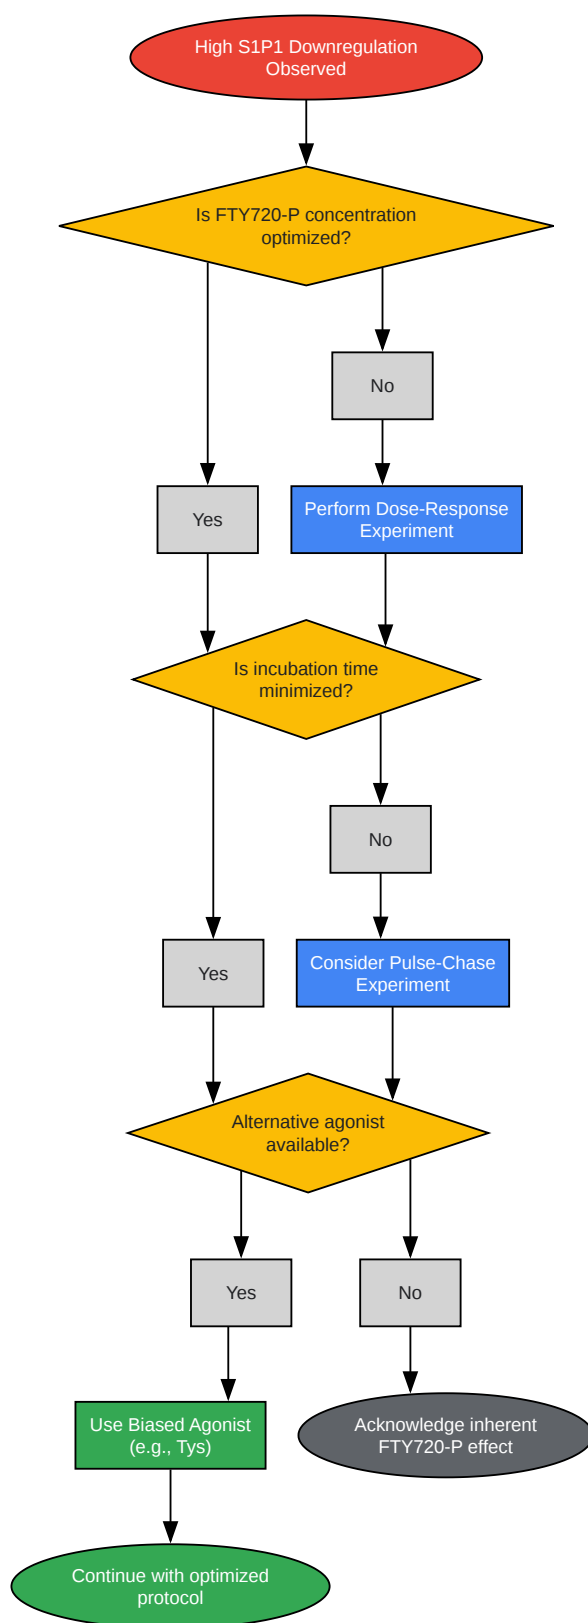 High S1P1 Downregulation
Observed
Is FTY720-P concentration
optimized?
No
Yes
Perform Dose-Response
Experiment
Is incubation time
minimized?
No
Yes
Consider Pulse-Chase
Experiment
Alternative agonist
available?
Yes
No
Use Biased Agonist
(e.g., Tys)
Acknowledge inherent
FTY720-P effect
Continue with optimized
protocol